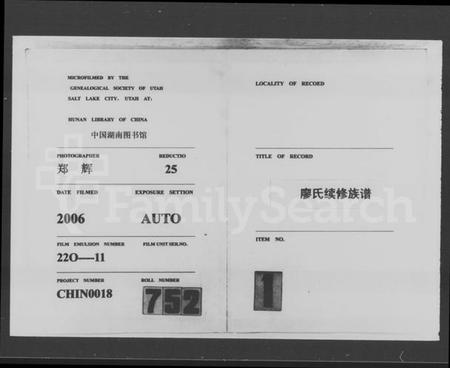 MICROFILMED BY THE
GENEALOGICAL SOCIETY OF UTAH
SALT LAKE CITY, UTAH AT:
HUNAN LIBRARY OF CHINA
中国湖南图书馆
PHOTOGRAPHER REDUCTIO
郑 辉 25
DATE FILMED EXPOSURE SETTION
2006 AUTO
FILM EMULSION NUMBER FILM UNIT SER.NO.
22O—11
PROJECT NUMBER ROLL NUMBER
CHIN0018 752
LOCALITY OF RECOED
TITLE OF RECORD
廖氏续修族谱
ITEM NO.
1
FamilySearch